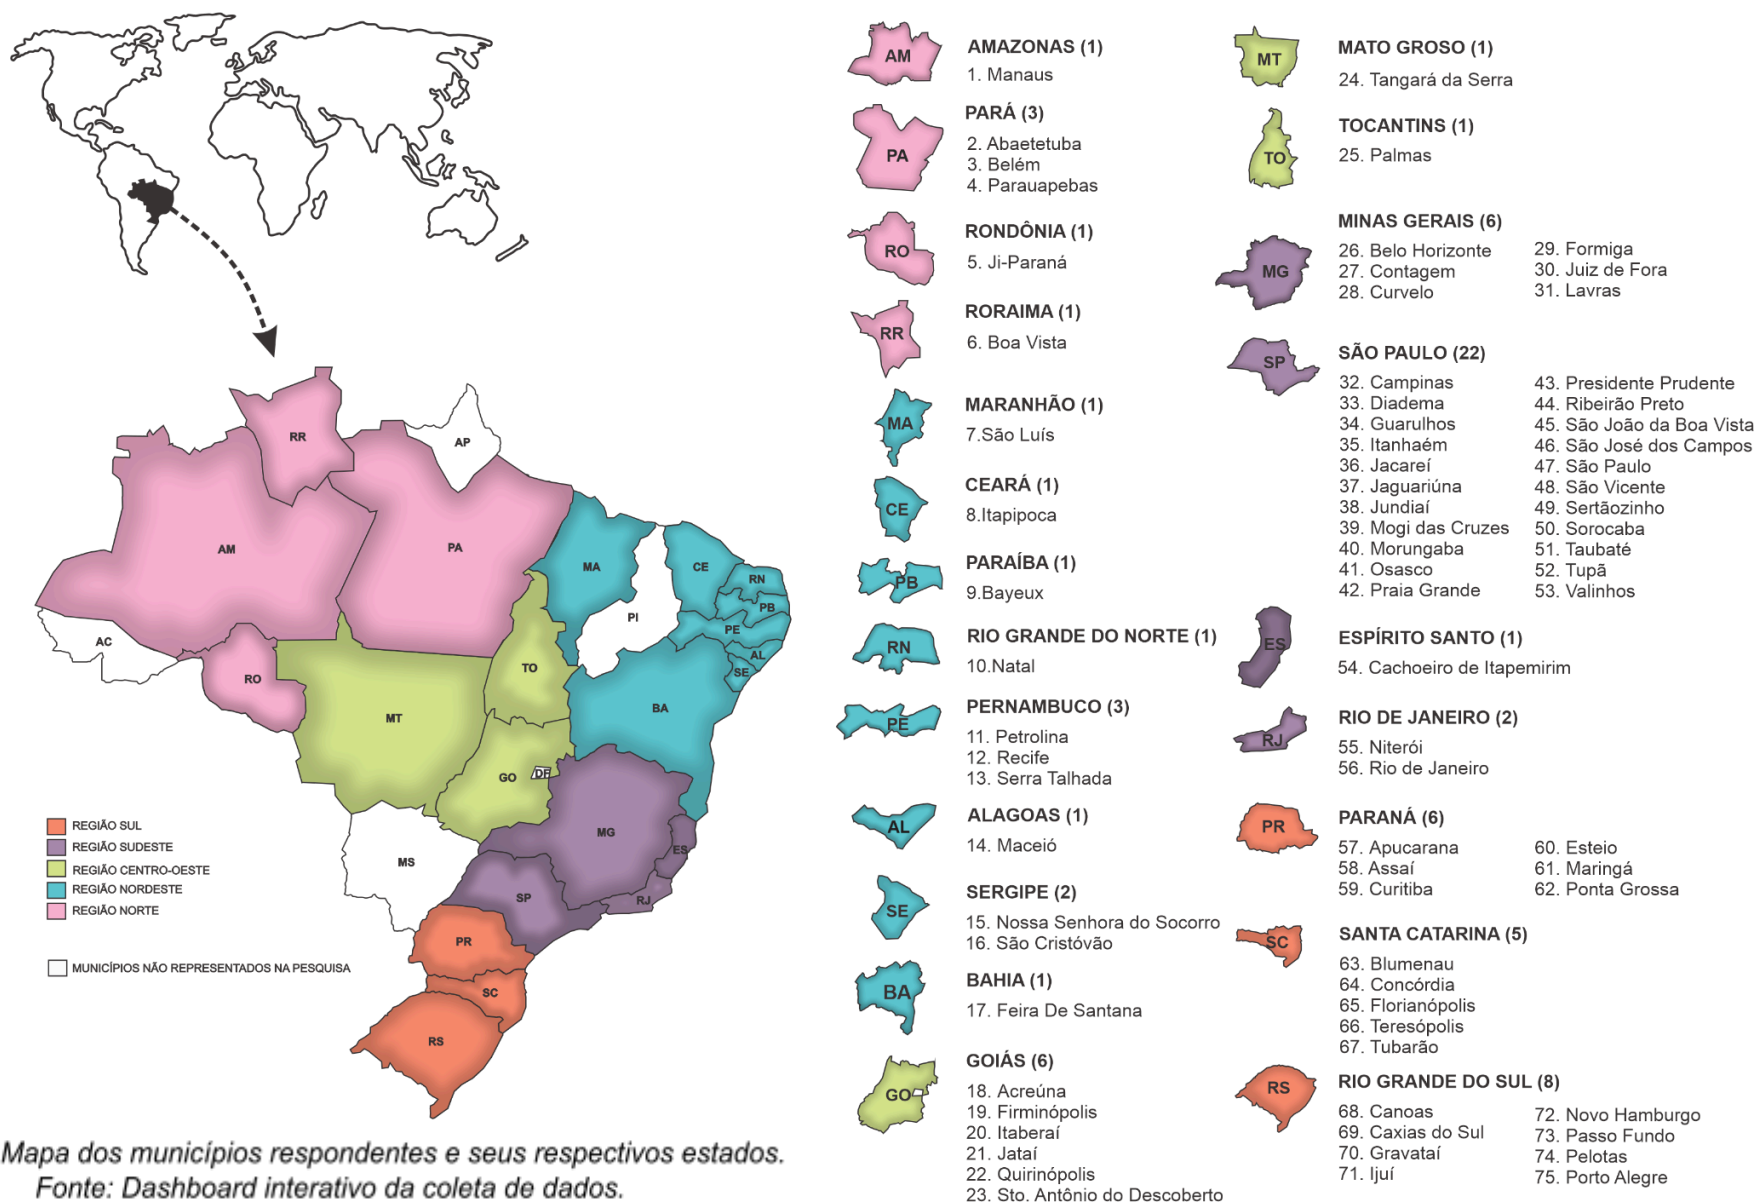 RR
AP
AM
PA
MA
CE
RN
PB
PE
AL
SE
PI
AC
RO
TO
MT
BA
GO
DF
MG
ES
MS
SP
RJ
PR
SC
RS
REGIÃO SUL
REGIÃO SUDESTE
REGIÃO CENTRO-OESTE
REGIÃO NORDESTE
REGIÃO NORTE
MUNICÍPIOS NÃO REPRESENTADOS NA PESQUISA
Mapa dos municípios respondentes e seus respectivos estados.
Fonte: Dashboard interativo da coleta de dados.
AM
AMAZONAS (1)
1. Manaus
PA
PARÁ (3)
2. Abaetetuba
3. Belém
4. Parauapebas
RO
RONDÔNIA (1)
5. Ji-Paraná
RR
RORAIMA (1)
6. Boa Vista
MA
MARANHÃO (1)
7.São Luís
CE
CEARÁ (1)
8.Itapipoca
PB
PARAÍBA (1)
9.Bayeux
RN
RIO GRANDE DO NORTE (1)
10.Natal
PE
PERNAMBUCO (3)
11. Petrolina
12. Recife
13. Serra Talhada
AL
ALAGOAS (1)
14. Maceió
SE
SERGIPE (2)
15. Nossa Senhora do Socorro
16. São Cristóvão
BA
BAHIA (1)
17. Feira De Santana
GO
GOIÁS (6)
18. Acreúna
19. Firminópolis
20. Itaberaí
21. Jataí
22. Quirinópolis
23. Sto. Antônio do Descoberto
MT
MATO GROSO (1)
24. Tangará da Serra
TO
TOCANTINS (1)
25. Palmas
MG
MINAS GERAIS (6)
26. Belo Horizonte
27. Contagem
28. Curvelo
29. Formiga
30. Juiz de Fora
31. Lavras
SP
SÃO PAULO (22)
32. Campinas
33. Diadema
34. Guarulhos
35. Itanhaém
36. Jacareí
37. Jaguariúna
38. Jundiaí
39. Mogi das Cruzes
40. Morungaba
41. Osasco
42. Praia Grande
43. Presidente Prudente
44. Ribeirão Preto
45. São João da Boa Vista
46. São José dos Campos
47. São Paulo
48. São Vicente
49. Sertãozinho
50. Sorocaba
51. Taubaté
52. Tupã
53. Valinhos
ES
ESPÍRITO SANTO (1)
54. Cachoeiro de Itapemirim
RJ
RIO DE JANEIRO (2)
55. Niterói
56. Rio de Janeiro
PR
PARANÁ (6)
57. Apucarana
58. Assaí
59. Curitiba
60. Esteio
61. Maringá
62. Ponta Grossa
SC
SANTA CATARINA (5)
63. Blumenau
64. Concórdia
65. Florianópolis
66. Teresópolis
67. Tubarão
RS
RIO GRANDE DO SUL (8)
68. Canoas
69. Caxias do Sul
70. Gravataí
71. Ijuí
72. Novo Hamburgo
73. Passo Fundo
74. Pelotas
75. Porto Alegre